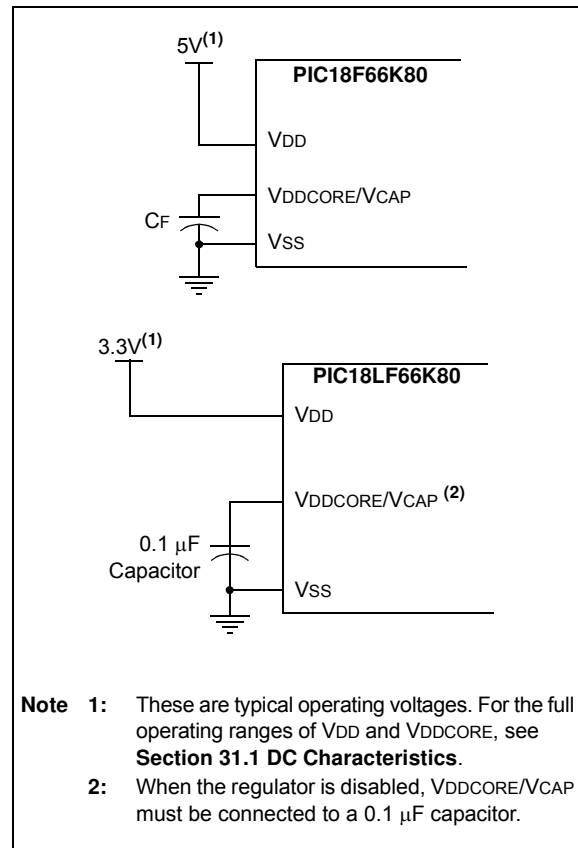 5V(1)
PIC18F66K80
VDD
VDDCORE/VCAP
CF
VSS
3.3V(1)
PIC18LF66K80
VDD
VDDCORE/VCAP (2)
0.1 μF
Capacitor
VSS
Note 1: These are typical operating voltages. For the full
operating ranges of VDD and VDDCORE, see
Section 31.1 DC Characteristics.
2: When the regulator is disabled, VDDCORE/VCAP
must be connected to a 0.1 μF capacitor.